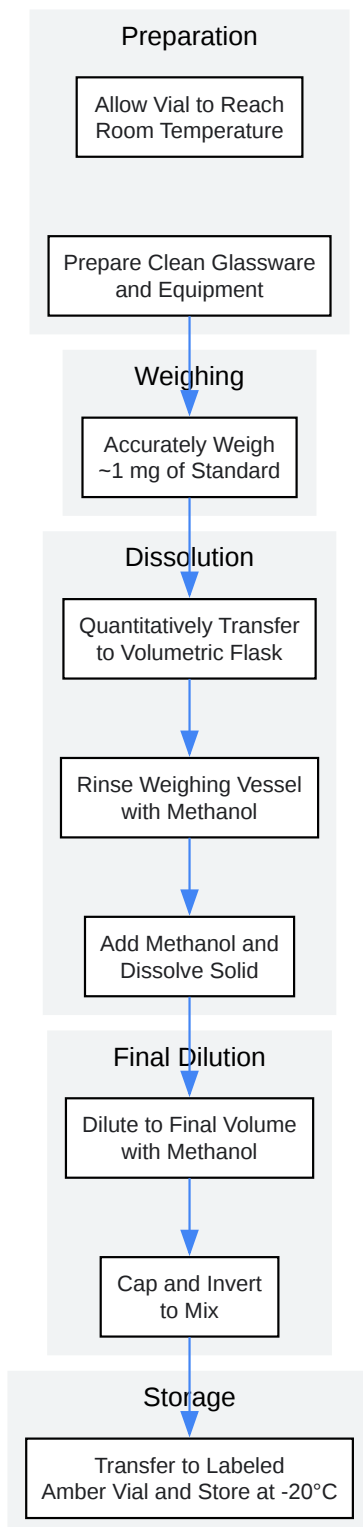 Preparation
Allow Vial to Reach
Room Temperature
Prepare Clean Glassware
and Equipment
Weighing
Accurately Weigh
~1 mg of Standard
Dissolution
Quantitatively Transfer
to Volumetric Flask
Rinse Weighing Vessel
with Methanol
Add Methanol and
Dissolve Solid
Final Dilution
Dilute to Final Volume
with Methanol
Cap and Invert
to Mix
Storage
Transfer to Labeled
Amber Vial and Store at -20°C